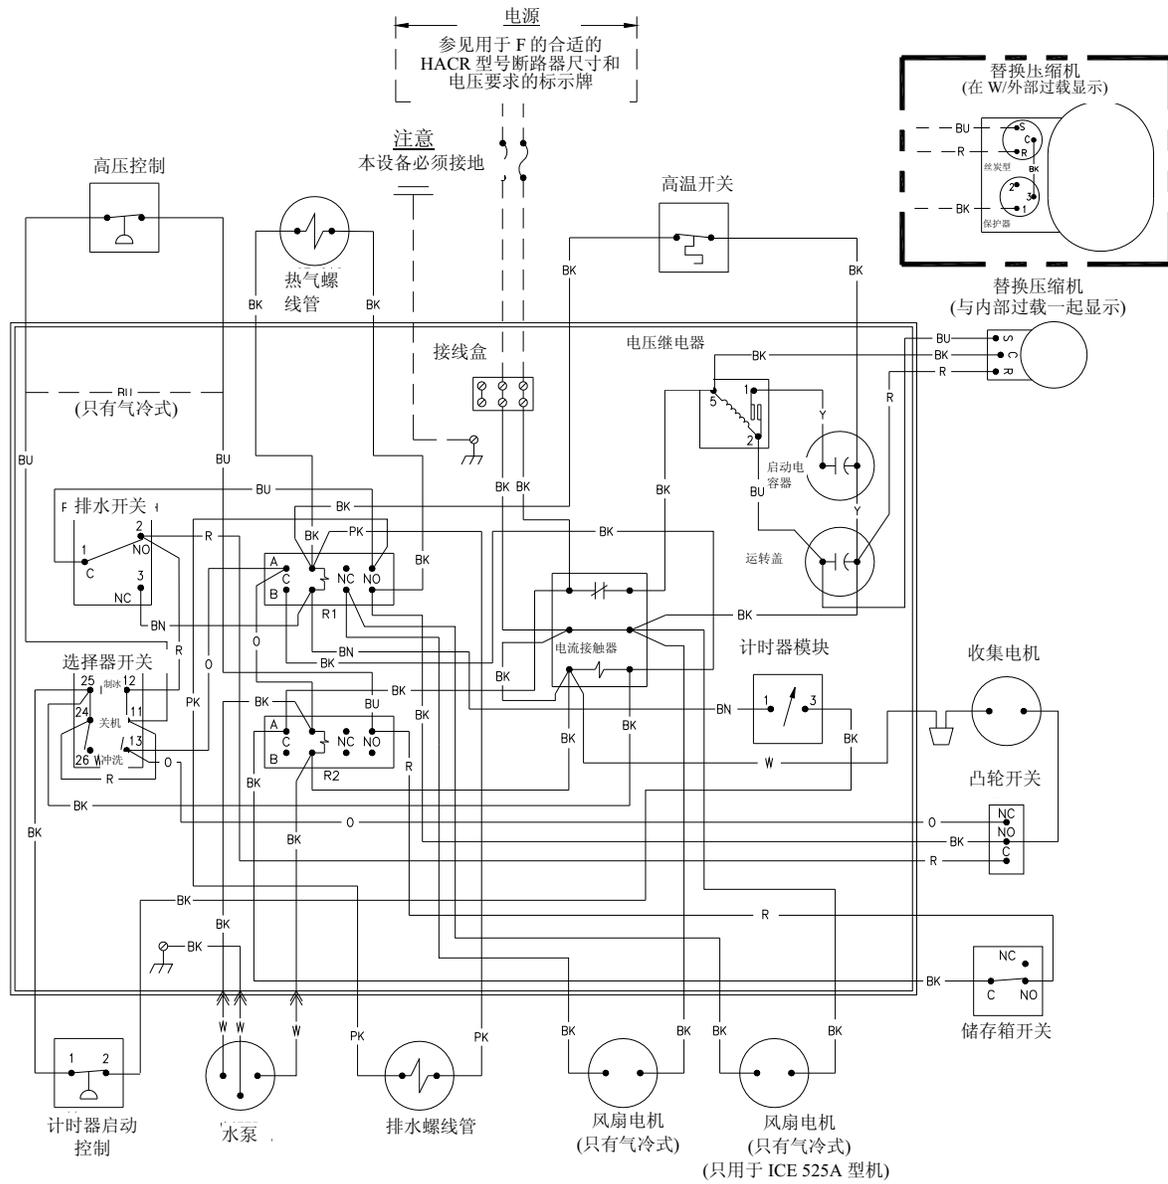 电源
参见用于 F 的合适的
HACR 型号断路器尺寸和
电压要求的标示牌
注意
本设备必须接地
替换压缩机
(在 W/外部过载显示)
BU
S
C
R
R
丝炭型
BK
2
3
BK
1
保护器
高压控制
高温开关
热气螺
线管
BK
BK
BK
BK
替换压缩机
(与内部过载一起显示)
BU
S
BK
C
R
R
接线盒
电压继电器
BK
5
1
2
Y
R
BU
(只有气冷式)
BU
BU
BU
启动电
容器
BK
BK
BK
BU
Y
排水开关
BK
BK
PK
BK
BK
2
NO
1
C
3
NC
R
BN
A
C
NC
NO
B
R1
运转盖
BK
O
R
O
BN
BK
电流接触器
计时器模块
收集电机
选择器开关
25
制冰
12
24
关机
11
26
W
冲洗
13
R
O
PK
BK
BK
BK
BU
BK
BK
BK
BN
1
3
BK
A
C
NC
NO
B
R2
R
BK
W
凸轮开关
BK
BK
BK
O
O
NC
BK
NO
R
C
BK
BK
R
BK
NC
BK
C
NO
储存箱开关
W
W
W
PK
PK
BK
BK
BK
BK
1
2
计时器启动
控制
水泵
排水螺线管
风扇电机
(只有气冷式)
风扇电机
(只有气冷式)
(只用于 ICE 525A 型机)